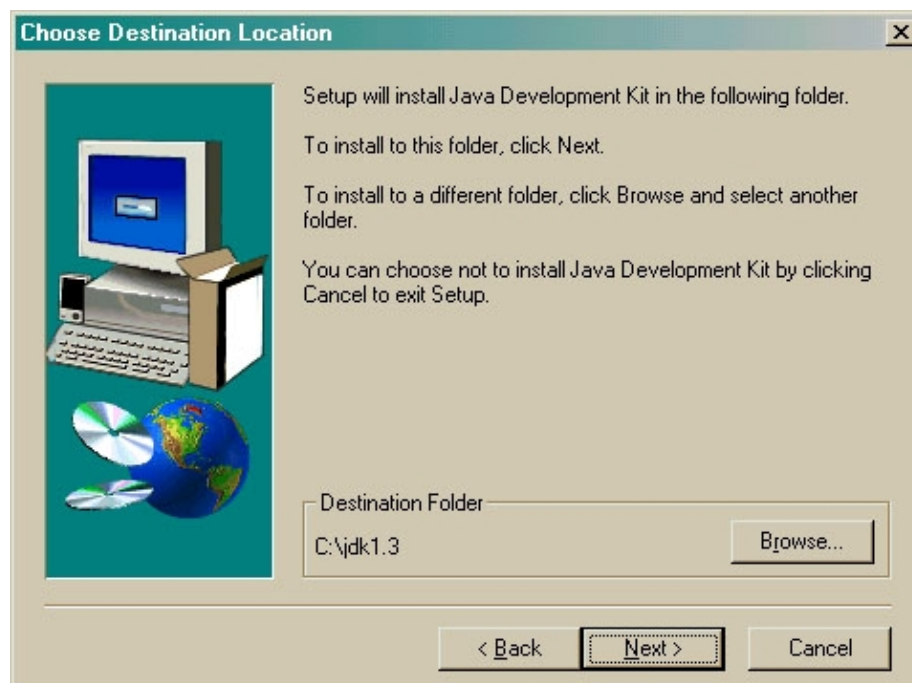 Choose Destination Location
Setup will install Java Development Kit in the following folder.
To install to this folder, click Next.
To install to a different folder, click Browse and select another
folder.
You can choose not to install Java Development Kit by clicking
Cancel to exit Setup.
Destination Folder
C:\jdk1.3
Browse...
< Back
Next >
Cancel